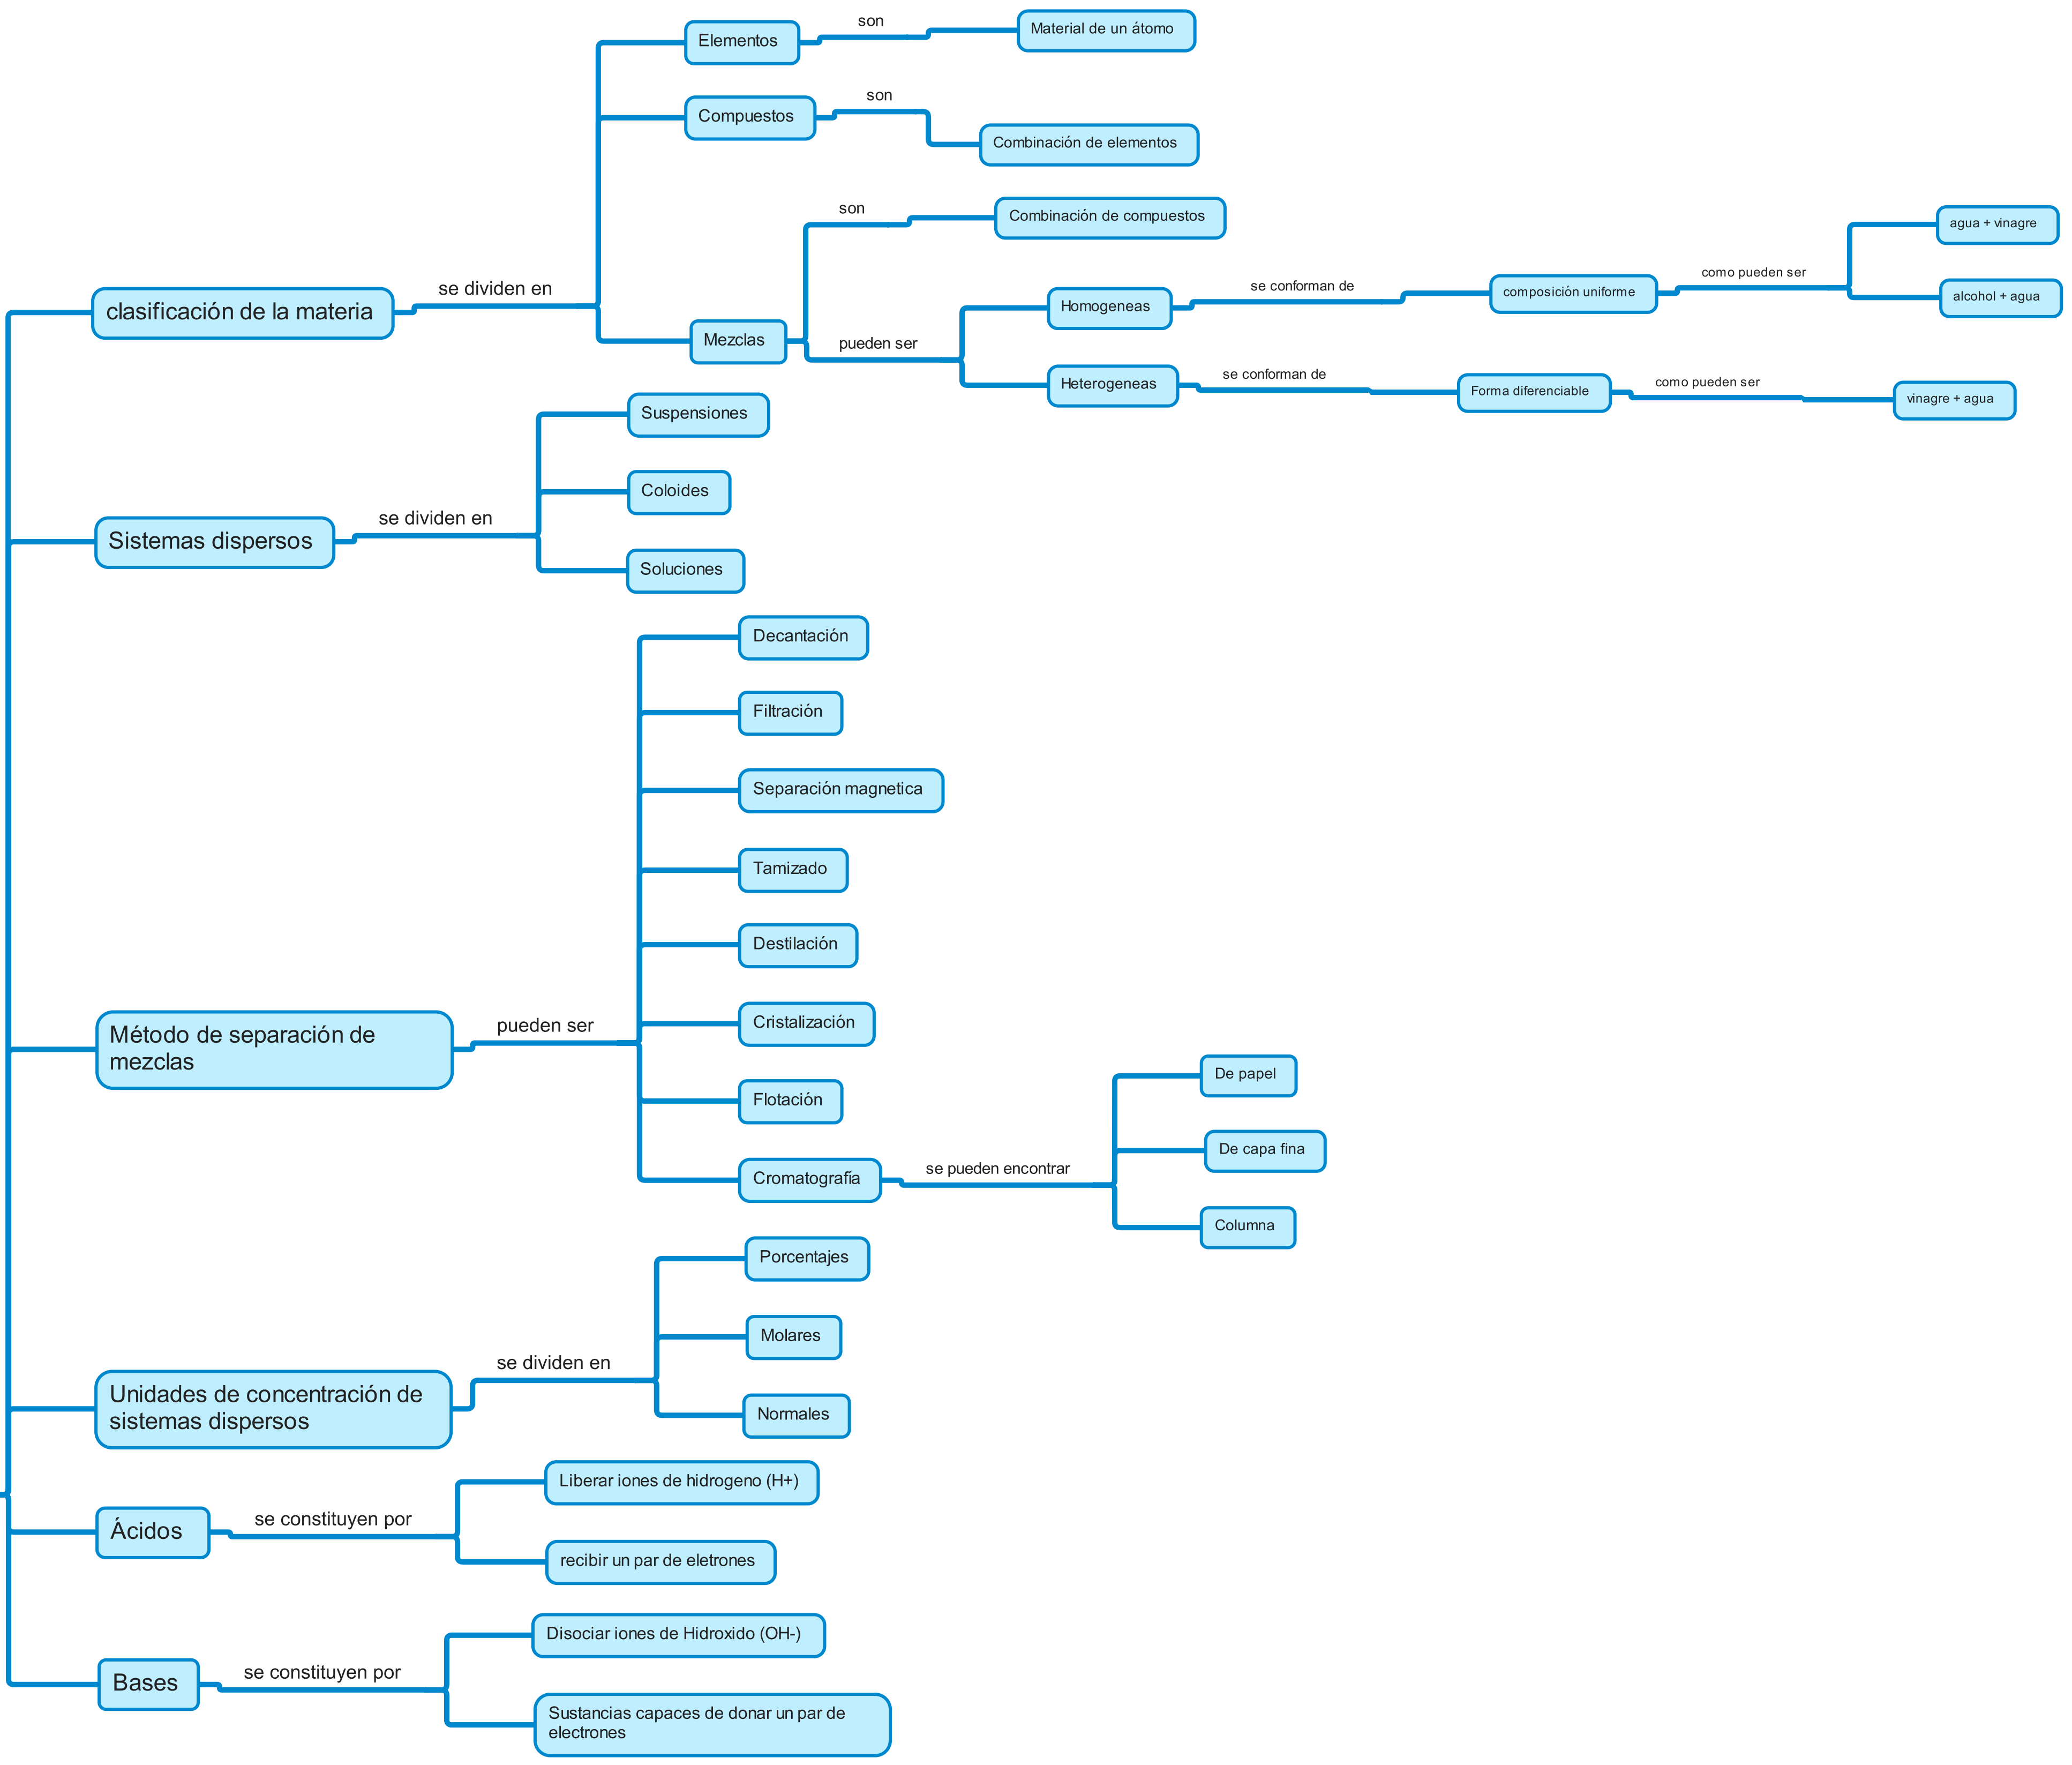 Elementos
son
Material de un átomo
Compuestos
son
Combinación de elementos
son
Combinación de compuestos
clasificación de la materia
se dividen en
Mezclas
pueden ser
Homogeneas
se conforman de
composición uniforme
como pueden ser
agua + vinagre
alcohol + agua
Heterogeneas
se conforman de
Forma diferenciable
como pueden ser
vinagre + agua
Sistemas dispersos
se dividen en
Suspensiones
Coloides
Soluciones
Método de separación de
mezclas
pueden ser
Decantación
Filtración
Separación magnetica
Tamizado
Destilación
Cristalización
Flotación
Cromatografía
se pueden encontrar
De papel
De capa fina
Columna
Unidades de concentración de
sistemas dispersos
se dividen en
Porcentajes
Molares
Normales
Ácidos
se constituyen por
Liberar iones de hidrogeno (H+)
recibir un par de eletrones
Bases
se constituyen por
Disociar iones de Hidroxido (OH-)
Sustancias capaces de donar un par de
electrones